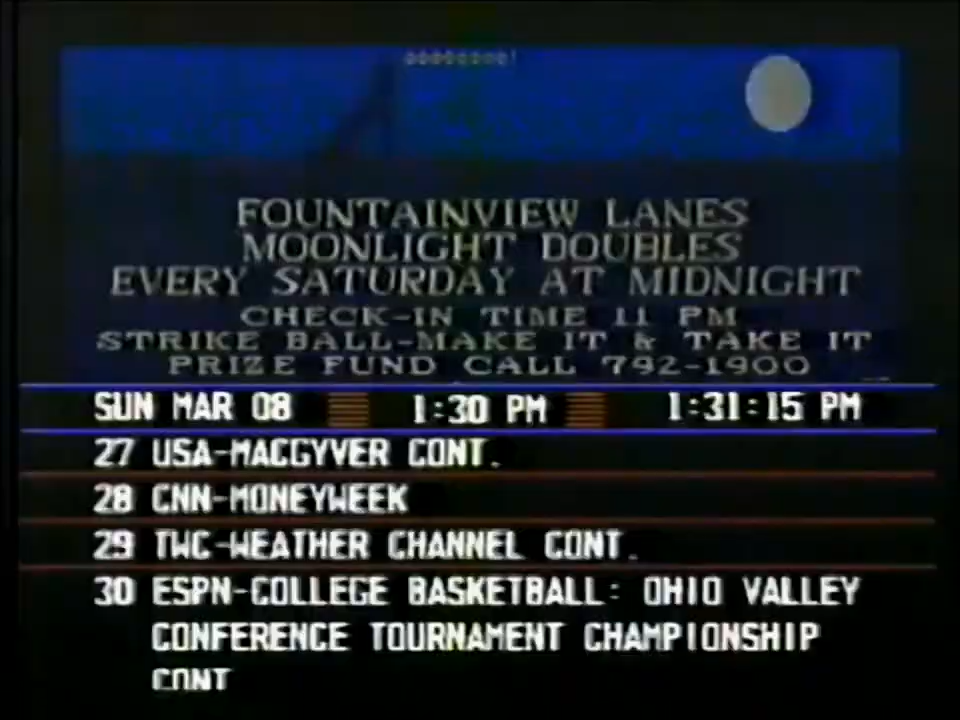 FOUNTAINVIEW LANES
MOONLIGHT DOUBLES
EVERY SATURDAY AT MIDNIGHT
CHECK-IN TIME 11 PM
STRIKE BALL-MAKE IT & TAKE IT
PRIZE FUND CALL 792-1900
SUN MAR 08 1:30 PM 1:31:15 PM
27 USA-MACGYVER CONT.
28 CNN-MONEYWEEK
29 TWC-WEATHER CHANNEL CONT.
30 ESPN-COLLEGE BASKETBALL: OHIO VALLEY
CONFERENCE TOURNAMENT CHAMPIONSHIP
CONT